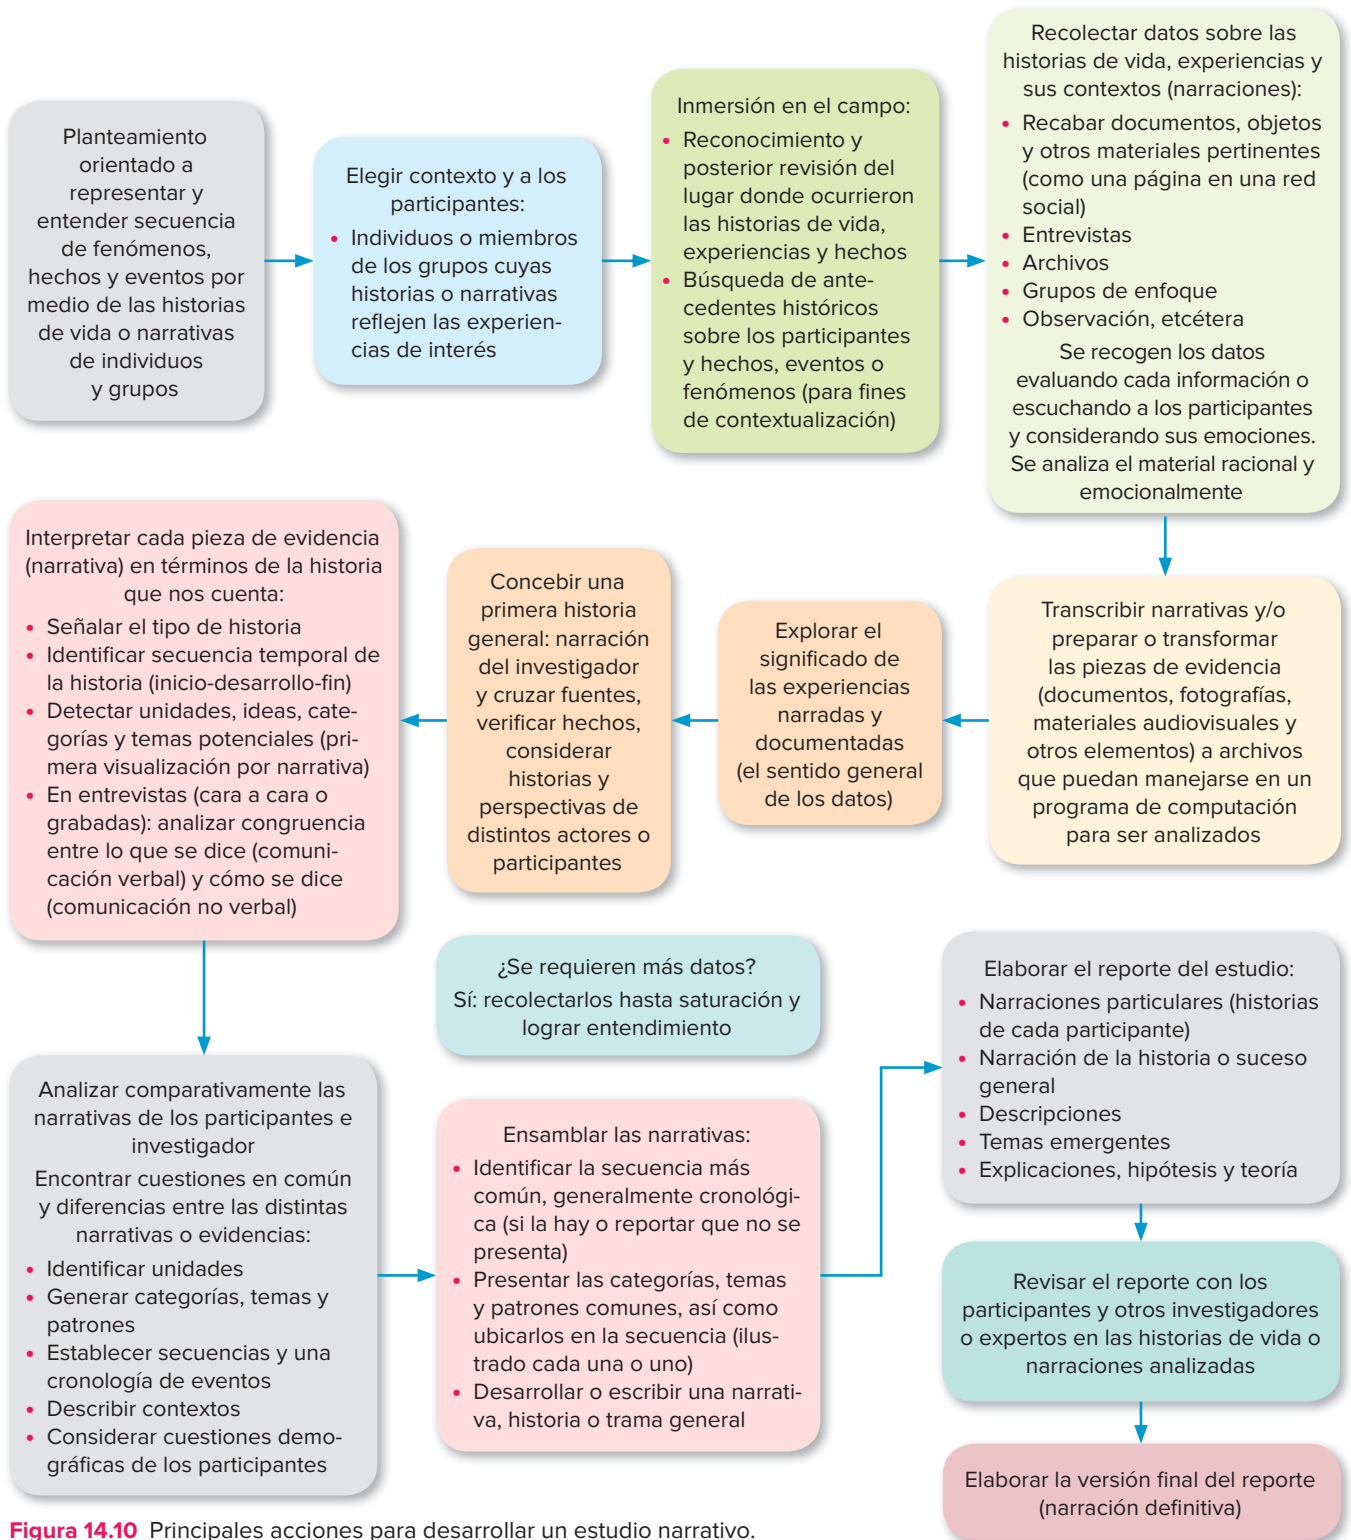 Planteamiento
orientado a
representar y
entender secuencia
de fenómenos,
hechos y eventos por
medio de las historias
de vida o narrativas
de individuos
y grupos
Elegir contexto y a los
participantes:
• Individuos o miembros
de los grupos cuyas
historias o narrativas
reflejen las experien-
cias de interés
Inmersión en el campo:
• Reconocimiento y
posterior revisión del
lugar donde ocurrieron
las historias de vida,
experiencias y hechos
• Búsqueda de ante-
cedentes históricos
sobre los participantes
y hechos, eventos o
fenómenos (para fines
de contextualización)
Recolectar datos sobre las
historias de vida, experiencias y
sus contextos (narraciones):
• Recabar documentos, objetos
y otros materiales pertinentes
(como una página en una red
social)
• Entrevistas
• Archivos
• Grupos de enfoque
• Observación, etcétera
Se recogen los datos
evaluando cada información o
escuchando a los participantes
y considerando sus emociones.
Se analiza el material racional y
emocionalmente
Transcribir narrativas y/o
preparar o transformar
las piezas de evidencia
(documentos, fotografías,
materiales audiovisuales y
otros elementos) a archivos
que puedan manejarse en un
programa de computación
para ser analizados
Explorar el
significado de
las experiencias
narradas y
documentadas
(el sentido general
de los datos)
Concebir una
primera historia
general: narración
del investigador
y cruzar fuentes,
verificar hechos,
considerar
historias y
perspectivas de
distintos actores o
participantes
Interpretar cada pieza de evidencia
(narrativa) en términos de la historia
que nos cuenta:
• Señalar el tipo de historia
• Identificar secuencia temporal de
la historia (inicio-desarrollo-fin)
• Detectar unidades, ideas, cate-
gorías y temas potenciales (pri-
mera visualización por narrativa)
• En entrevistas (cara a cara o
grabadas): analizar congruencia
entre lo que se dice (comuni-
cación verbal) y cómo se dice
(comunicación no verbal)
Analizar comparativamente las
narrativas de los participantes e
investigador
Encontrar cuestiones en común
y diferencias entre las distintas
narrativas o evidencias:
• Identificar unidades
• Generar categorías, temas y
patrones
• Establecer secuencias y una
cronología de eventos
• Describir contextos
• Considerar cuestiones demo-
gráficas de los participantes
¿Se requieren más datos?
Sí: recolectarlos hasta saturación y
lograr entendimiento
Ensamblar las narrativas:
• Identificar la secuencia más
común, generalmente cronológi-
ca (si la hay o reportar que no se
presenta)
• Presentar las categorías, temas
y patrones comunes, así como
ubicarlos en la secuencia (ilus-
trado cada una o uno)
• Desarrollar o escribir una narrati-
va, historia o trama general
Elaborar el reporte del estudio:
• Narraciones particulares (historias
de cada participante)
• Narración de la historia o suceso
general
• Descripciones
• Temas emergentes
• Explicaciones, hipótesis y teoría
Revisar el reporte con los
participantes y otros investigadores
o expertos en las historias de vida o
narraciones analizadas
Elaborar la versión final del reporte
(narración definitiva)
Figura 14.10 Principales acciones para desarrollar un estudio narrativo.